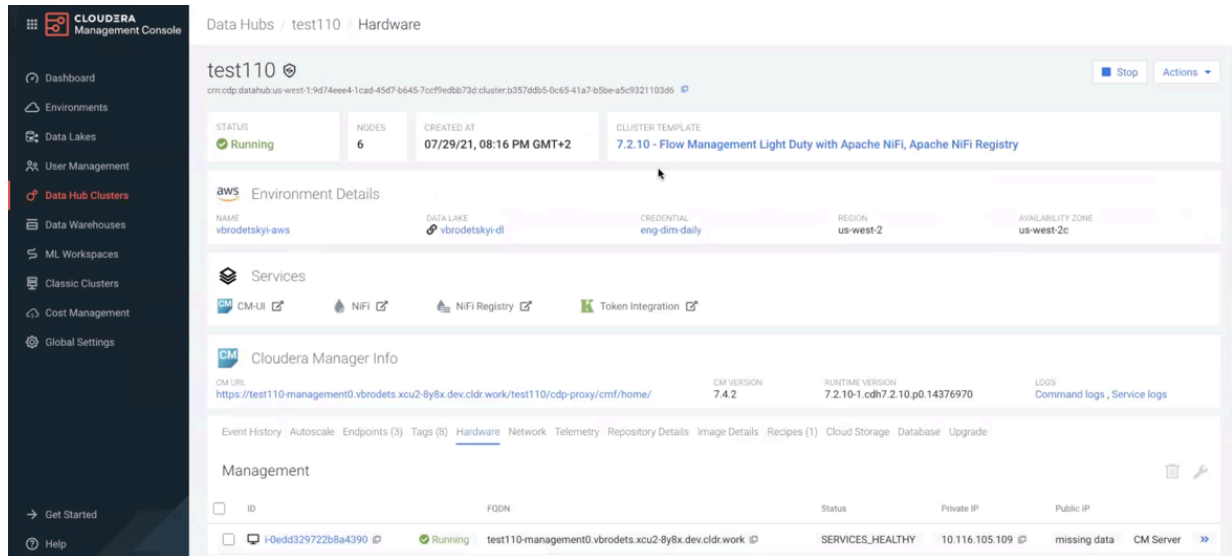 CLOUDERA
Management Console
Data Hubs / test110 / Hardware
Dashboard
Environments
Data Lakes
User Management
Data Hub Clusters
Data Warehouses
ML Workspaces
Classic Clusters
Cost Management
Global Settings
Get Started
Help
test110
Stop
Actions
crn:cdp:datahub:us-west-1:9d74eee4-1cad-45d7-b645-7ccf9edbb73d:cluster:b357ddb5-0c65-41a7-b5be-a5c9321103d6
STATUS NODES CREATED AT CLUSTER TEMPLATE
Running 6 07/29/21, 08:16 PM GMT+2 7.2.10 - Flow Management Light Duty with Apache NiFi, Apache NiFi Registry
aws Environment Details
NAME DATA LAKE CREDENTIAL REGION AVAILABILITY ZONE
vbrodetskyi-aws vbrodetskyi-dl eng-dim-daily us-west-2 us-west-2c
Services
CM CM-UI NiFi NiFi Registry Token Integration
CM Cloudera Manager Info
CM URL CM VERSION RUNTIME VERSION LOGS
https://test110-management0.vbrodets.xcu2-8y8x.dev.cldr.work/test110/cdp-proxy/cmf/home/ 7.4.2 7.2.10-1.cdh7.2.10.p0.14376970 Command logs , Service logs
Event History Autoscale Endpoints (3) Tags (8) Hardware Network Telemetry Repository Details Image Details Recipes (1) Cloud Storage Database Upgrade
Management
ID FQDN Status Private IP Public IP
i-0edd329722b8a4390 Running test110-management0.vbrodets.xcu2-8y8x.dev.cldr.work SERVICES_HEALTHY 10.116.105.109 missing data CM Server »